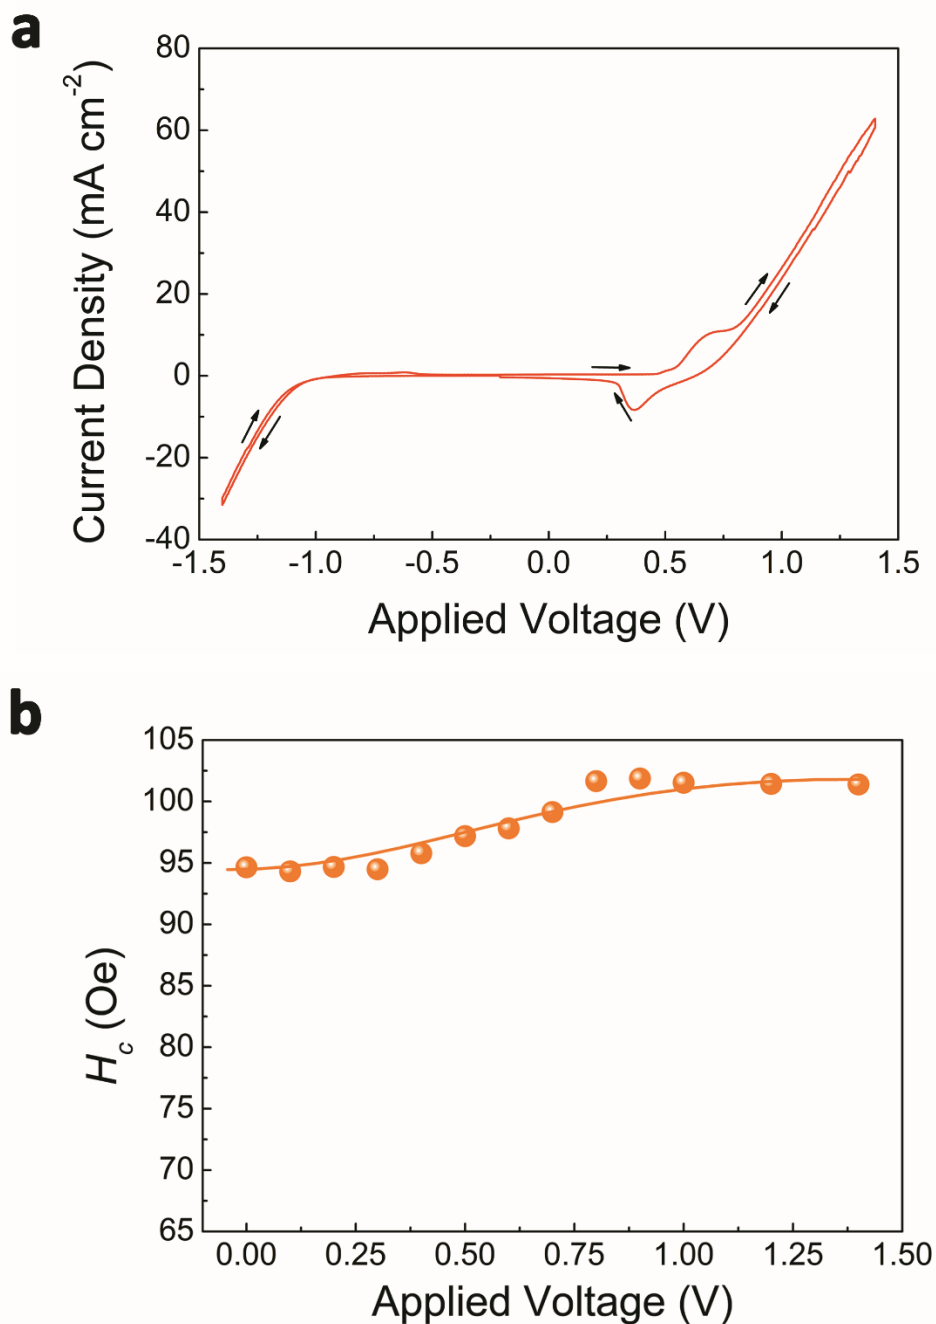 a
80
60
40
20
0
-20
-40
Current Density (mA cm⁻²)
-1.5 -1.0 -0.5 0.0 0.5 1.0 1.5
Applied Voltage (V)
b
105
100
95
90
85
80
75
70
65
H_c (Oe)
0.00 0.25 0.50 0.75 1.00 1.25 1.50
Applied Voltage (V)